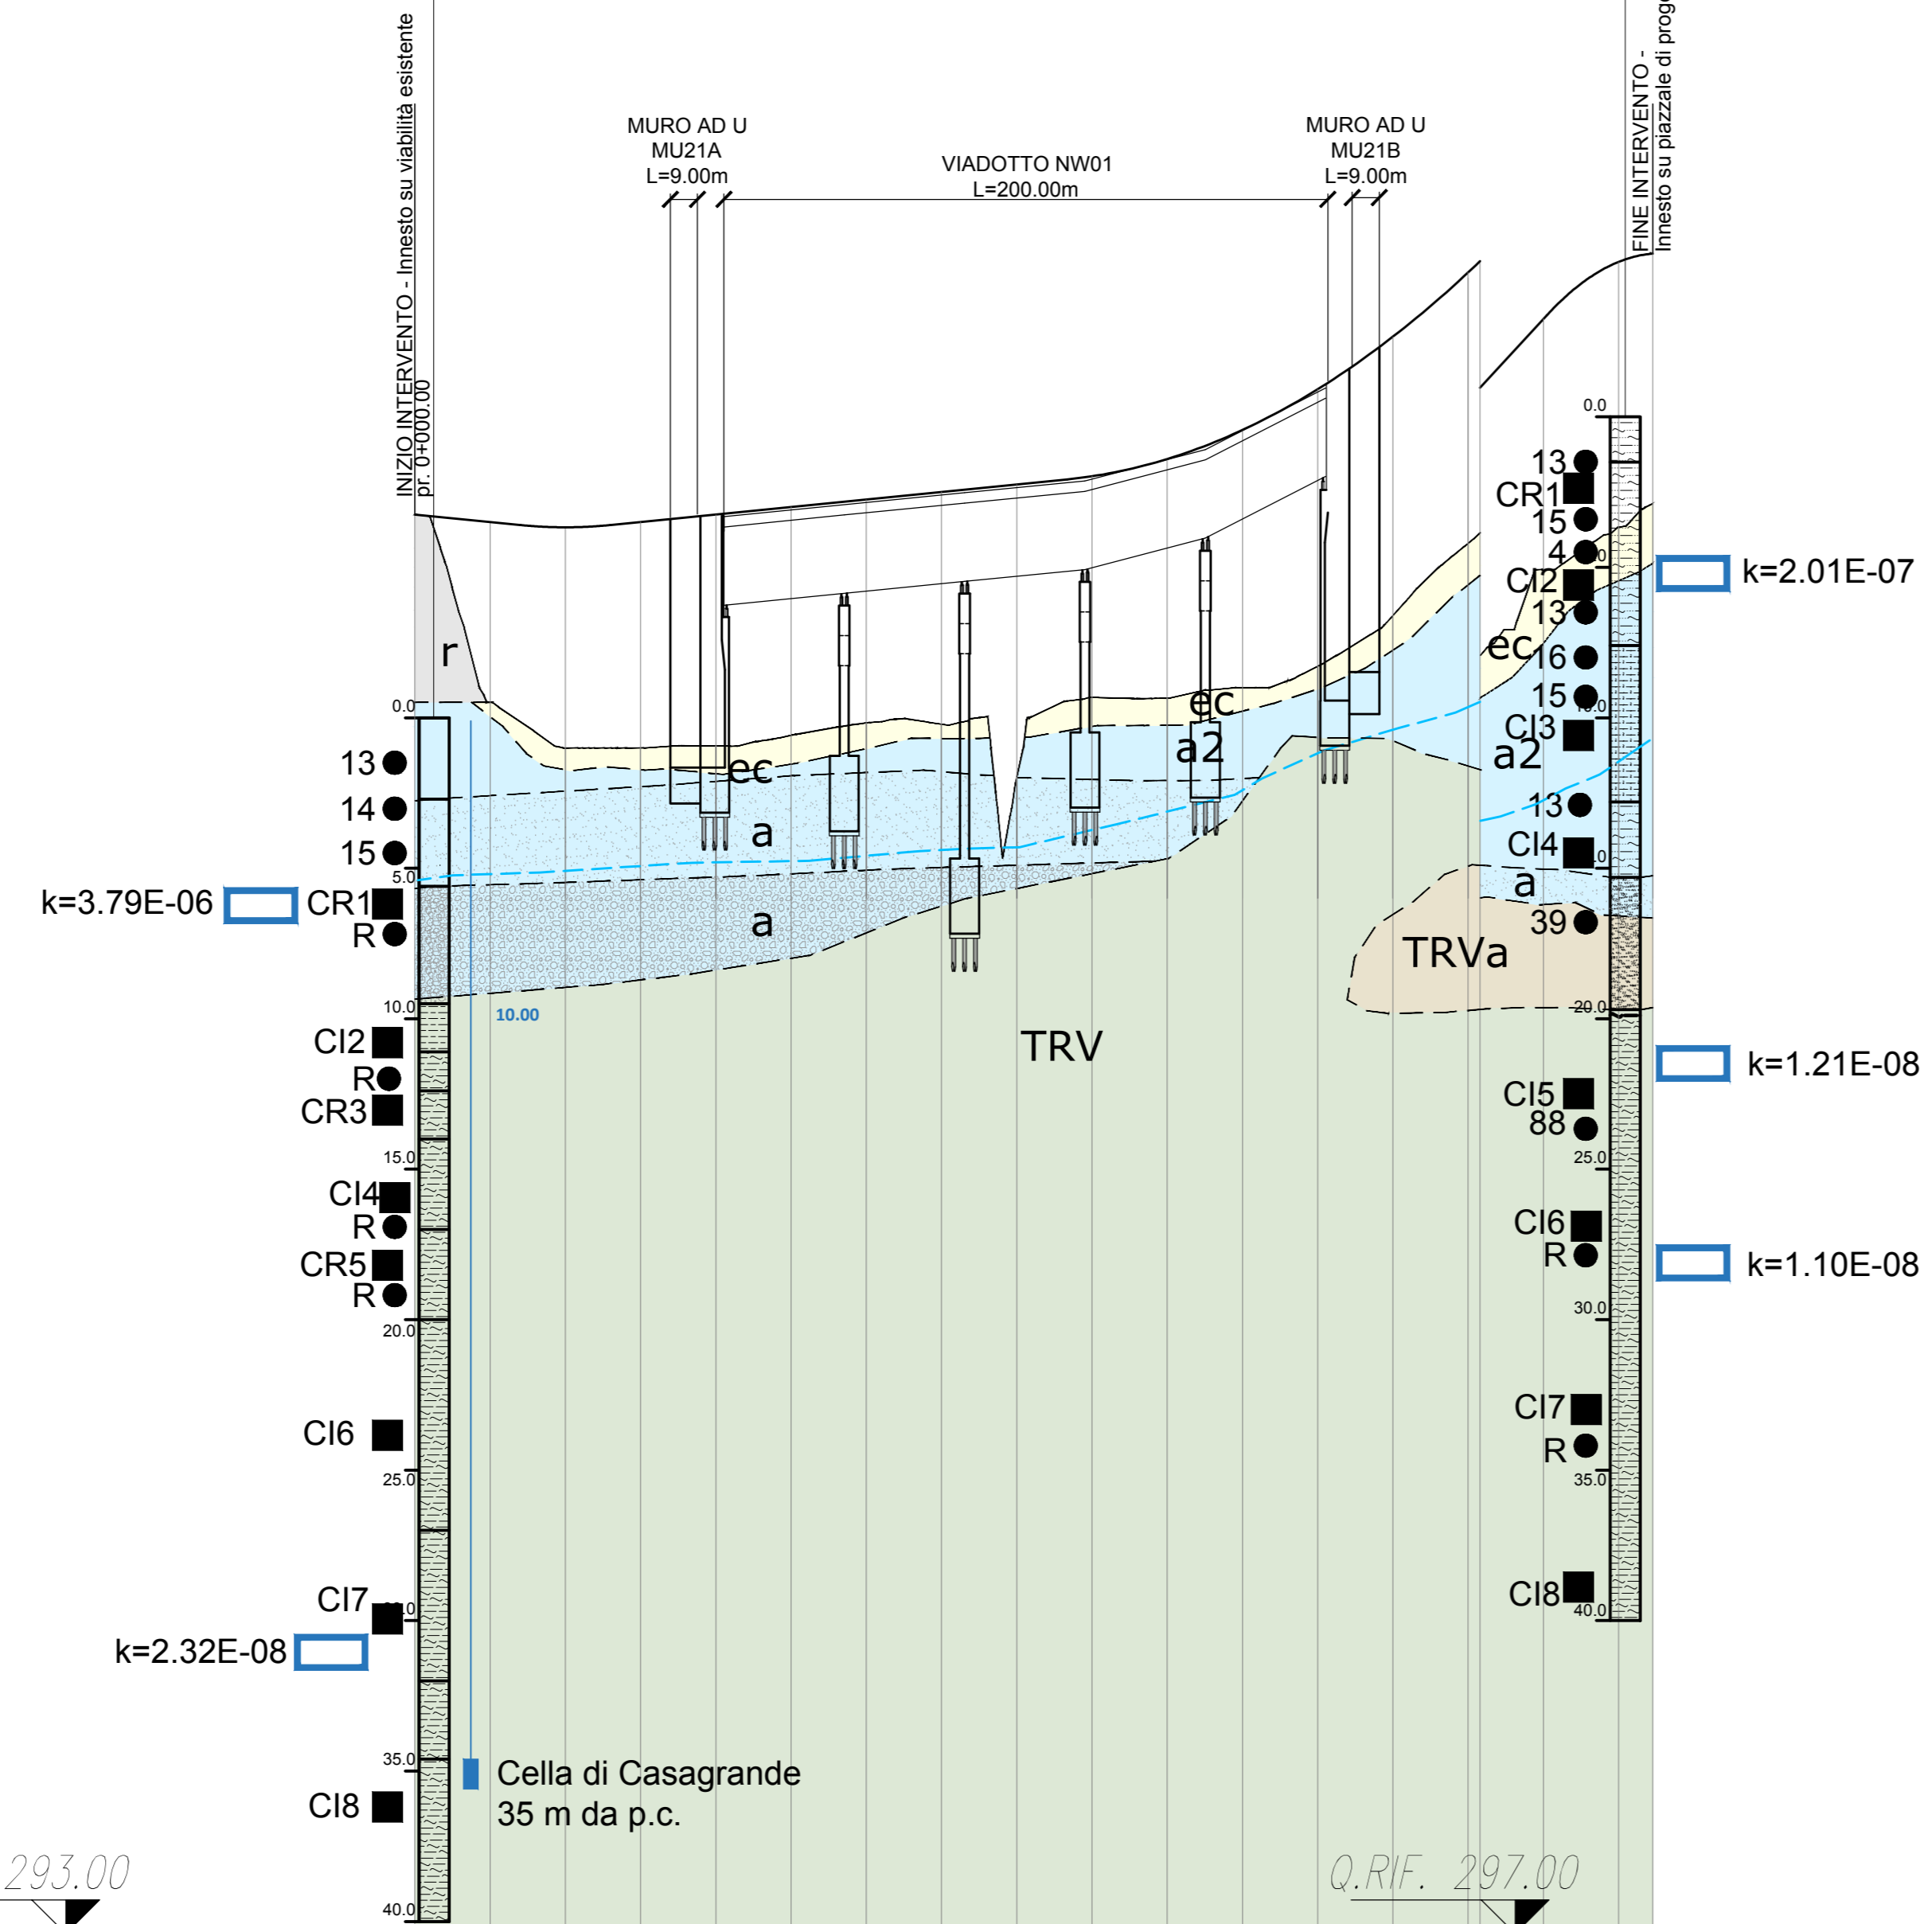 INIZIO INTERVENTO - Innesto su viabilità esistente
pr. 0+000.00
MURO AD U
MU21A
L=9.00m
VIADOTTO NW01
L=200.00m
MURO AD U
MU21B
L=9.00m
FINE INTERVENTO -
Innesto su piazzale di
r
ec
a
a
ec
a2
ec
a2
a
TRVa
TRV
0.0
13
14
15
5.0
k=3.79E-06
CR1
R
10.0
10.00
CI2
R
CR3
15.0
CI4
R
CR5
R
20.0
CI6
25.0
CI7
k=2.32E-08
35.0
Cella di Casagrande
35 m da p.c.
CI8
40.0
293.00
0.0
13
CR1
15
4
CI2
k=2.01E-07
13
16
15
CI3
13
CI4
39
20.0
k=1.21E-08
CI5
88
25.0
CI6
R
k=1.10E-08
30.0
CI7
R
35.0
CI8
40.0
Q.RIF. 297.00